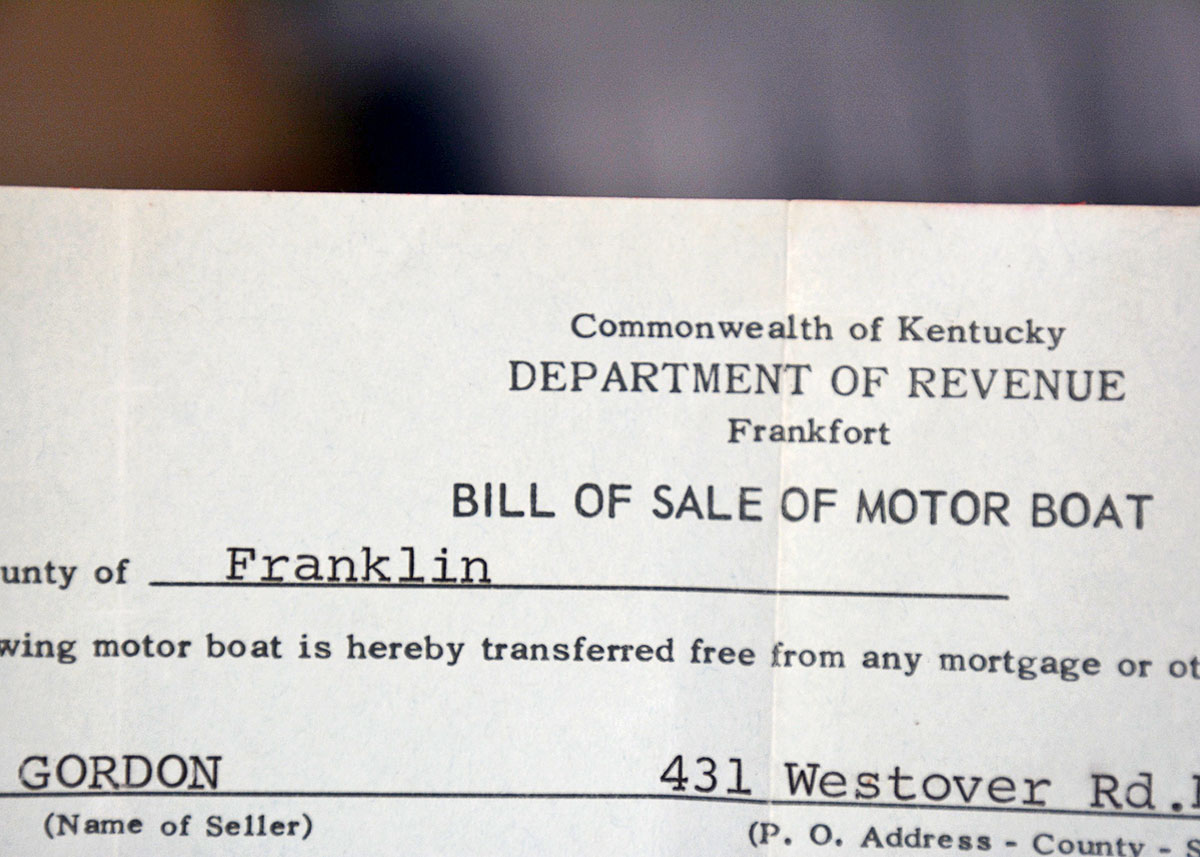 Commonwealth of Kentucky
DEPARTMENT OF REVENUE
Frankfort
BILL OF SALE OF MOTOR BOAT
unty of Franklin
wing motor boat is hereby transferred free from any mortgage or ot
GORDON 431 Westover Rd.
(Name of Seller) (P. O. Address - County - S